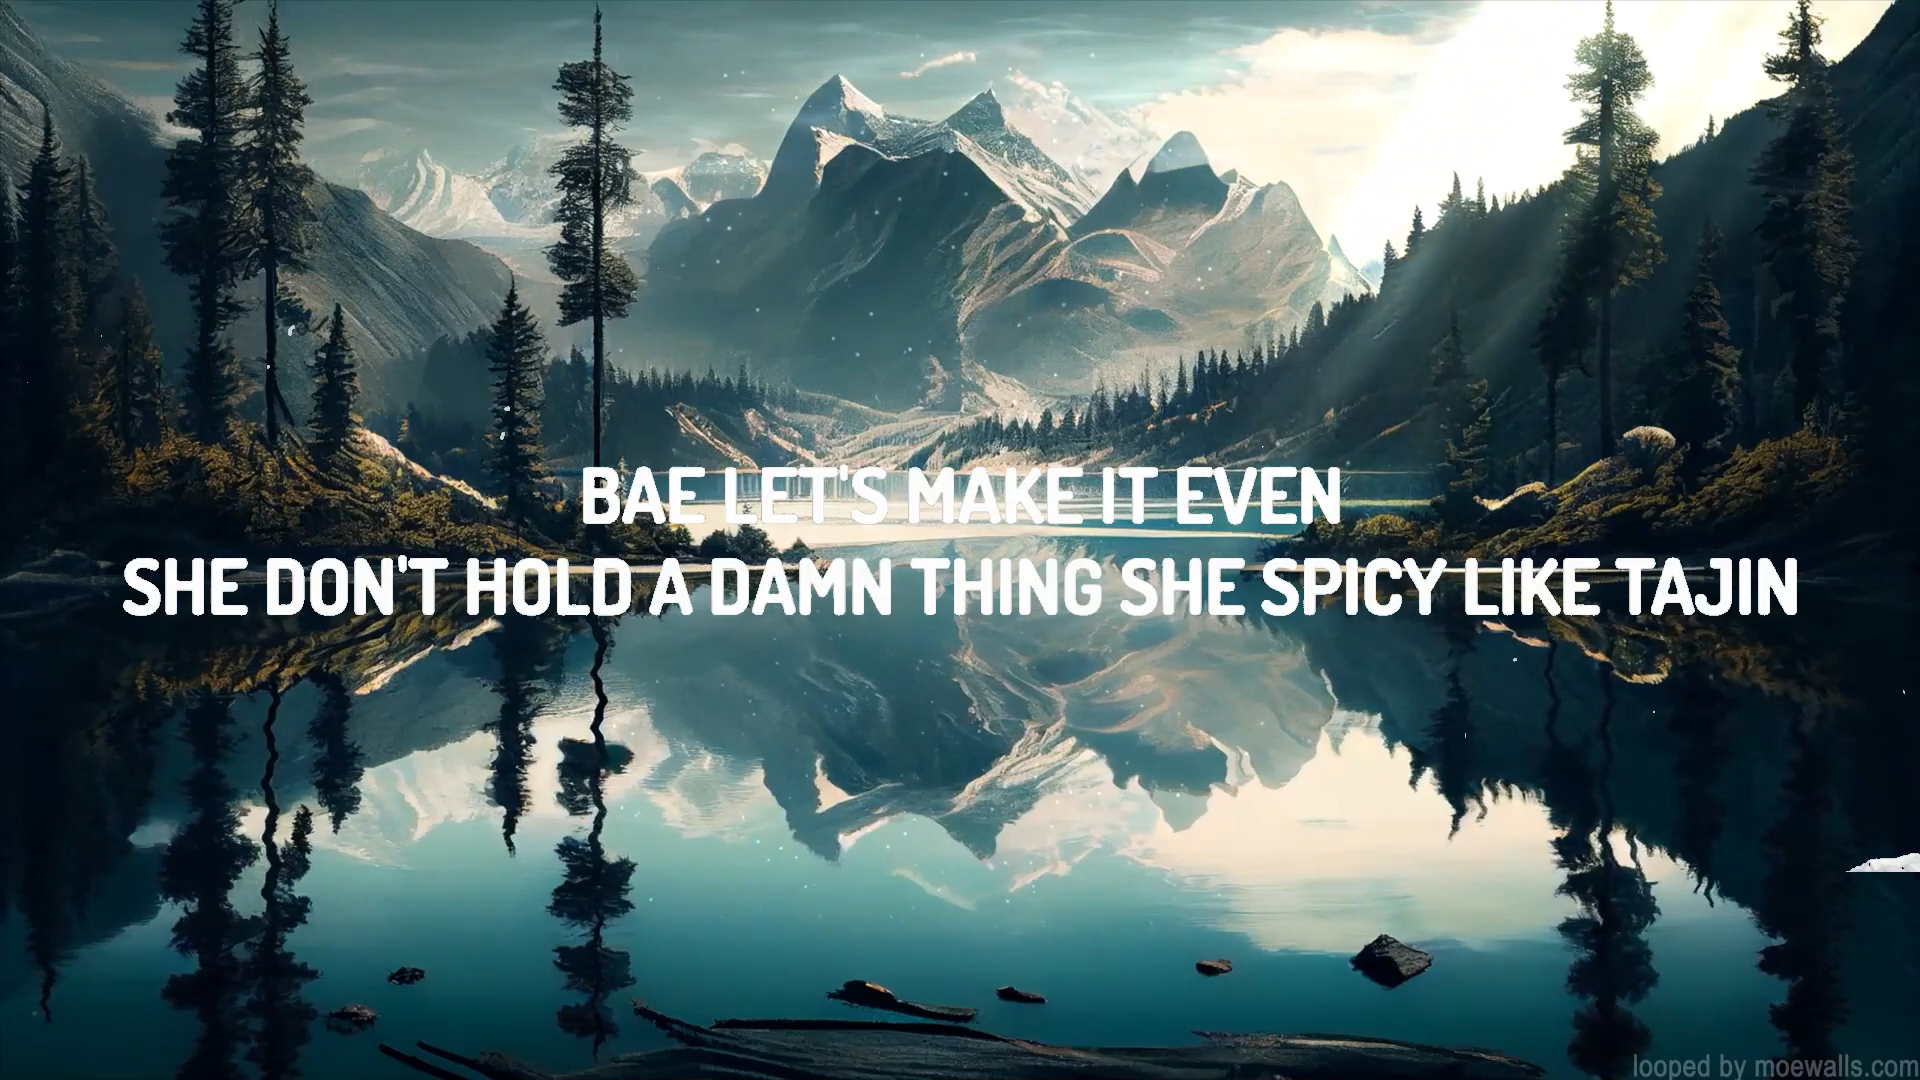 BAE LET'S MAKE IT EVEN
SHE DON'T HOLD A DAMN THING SHE SPICY LIKE TAJIN
looped by moewalls.com